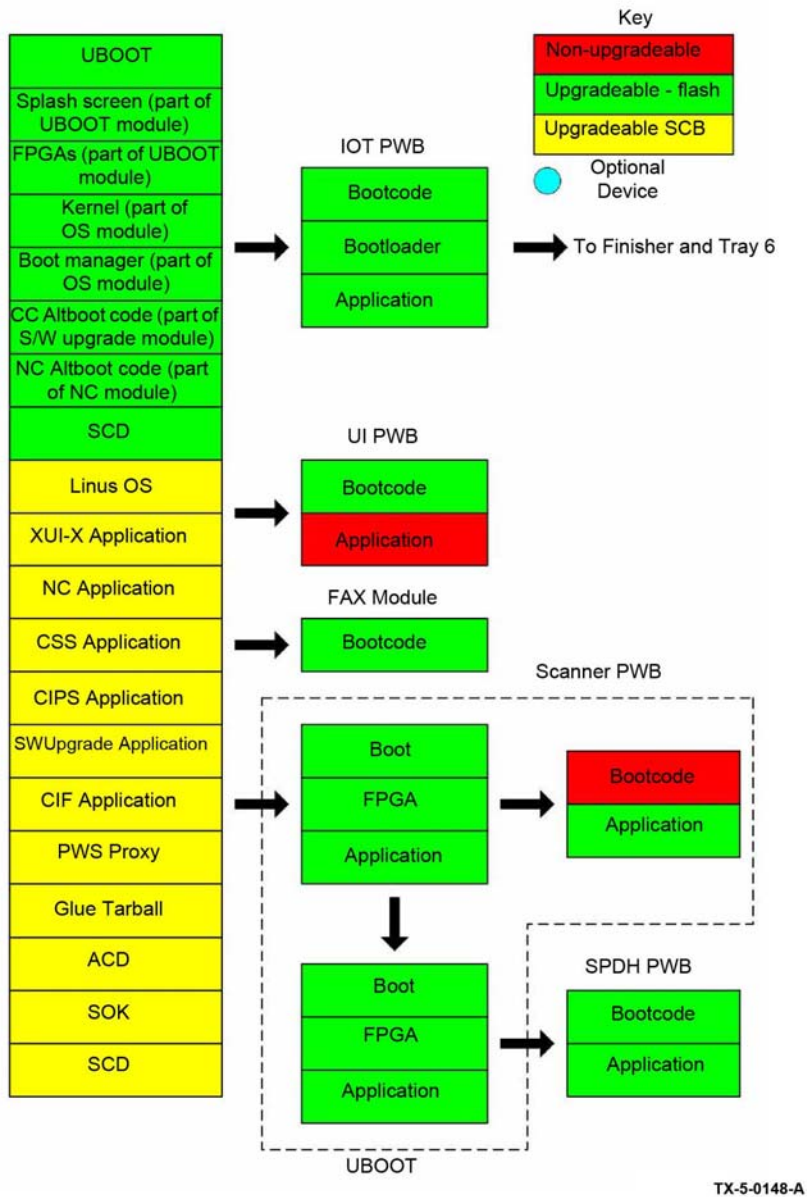 Key
Non-upgradeable
Upgradeable - flash
Upgradeable SCB
Optional
Device
UBOOT
Splash screen (part of
UBOOT module)
FPGAs (part of UBOOT
module)
Kernel (part of
OS module)
Boot manager (part of
OS module)
CC Altboot code (part of
S/W upgrade module)
NC Altboot code (part
of NC module)
SCD
Linus OS
XUI-X Application
NC Application
CSS Application
CIPS Application
SWUpgrade Application
CIF Application
PWS Proxy
Glue Tarball
ACD
SOK
SCD
IOT PWB
Bootcode
Bootloader
Application
To Finisher and Tray 6
UI PWB
Bootcode
Application
FAX Module
Bootcode
Scanner PWB
Boot
FPGA
Application
Bootcode
Application
Boot
FPGA
Application
SPDH PWB
Bootcode
Application
UBOOT
TX-5-0148-A